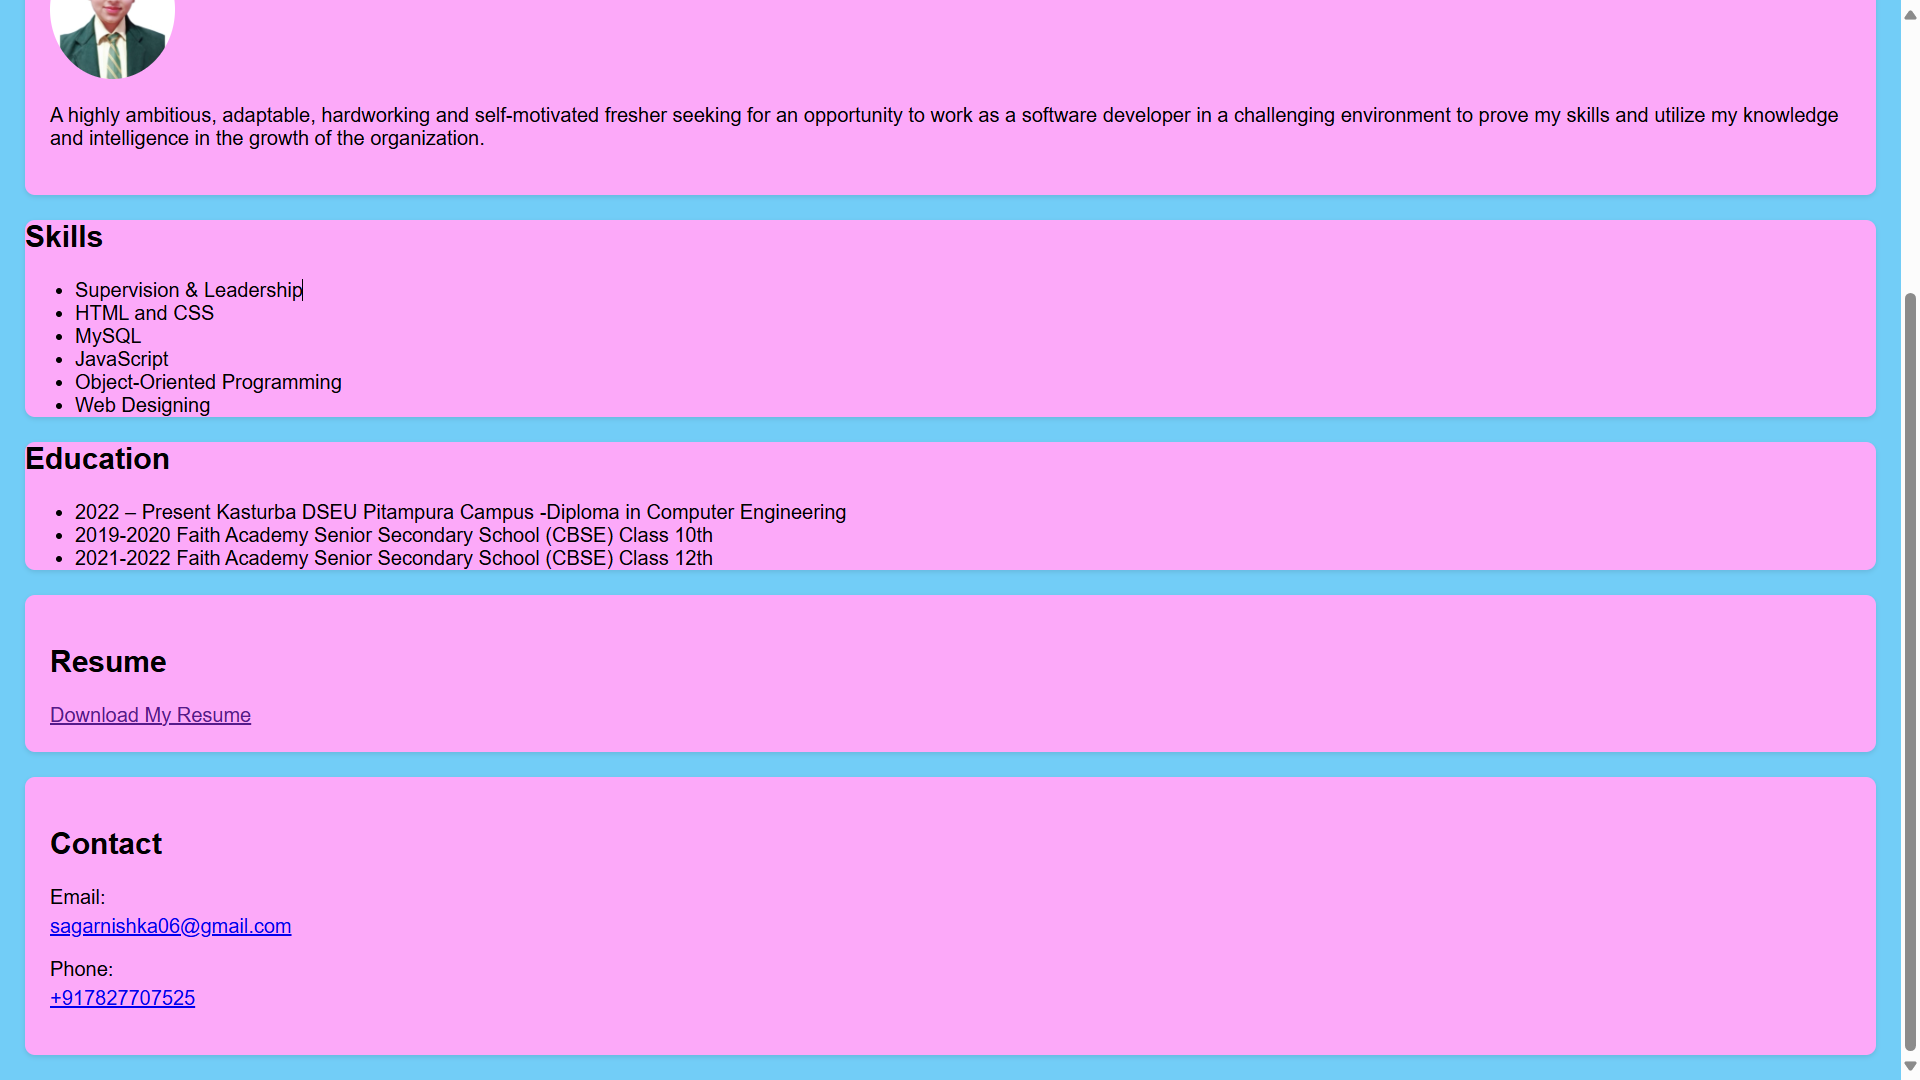 A highly ambitious, adaptable, hardworking and self-motivated fresher seeking for an opportunity to work as a software developer in a challenging environment to prove my skills and utilize my knowledge
and intelligence in the growth of the organization.
Skills
• Supervision & Leadership
• HTML and CSS
• MySQL
• JavaScript
• Object-Oriented Programming
• Web Designing
Education
• 2022 – Present Kasturba DSEU Pitampura Campus -Diploma in Computer Engineering
• 2019-2020 Faith Academy Senior Secondary School (CBSE) Class 10th
• 2021-2022 Faith Academy Senior Secondary School (CBSE) Class 12th
Resume
Download My Resume
Contact
Email:
sagarnishka06@gmail.com
Phone:
+917827707525